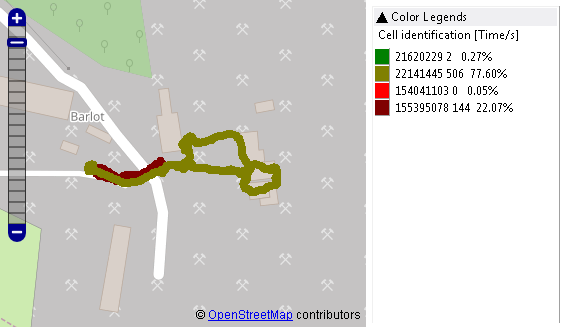 Barlot
© OpenStreetMap contributors
▲ Color Legends
Cell identification [Time/s]
21620229 2 0.27%
22141445 506 77.60%
154041103 0 0.05%
155395078 144 22.07%